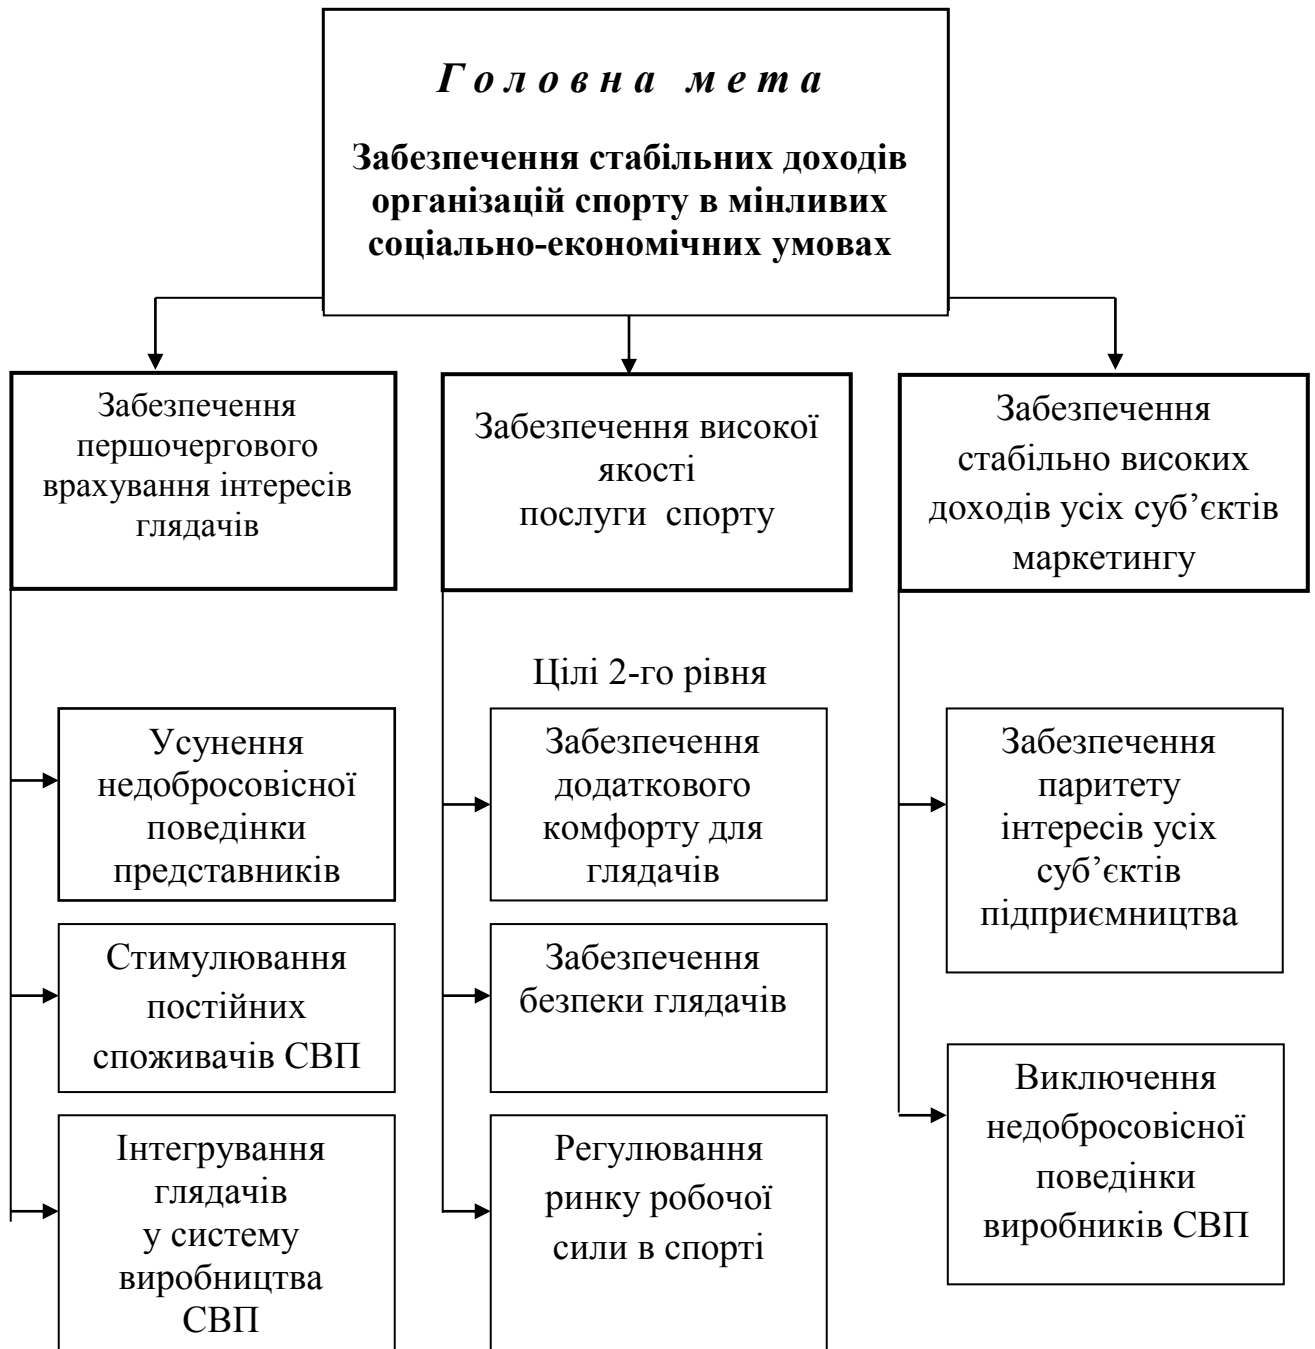 Головна мета
Забезпечення стабільних доходів
організацій спорту в мінливих
соціально-економічних умовах
Забезпечення
першочергового
врахування інтересів
глядачів
Забезпечення високої
якості
послуги спорту
Забезпечення
стабільно високих
доходів усіх суб’єктів
маркетингу
Цілі 2-го рівня
Усунення
недобросовісної
поведінки
представників
Стимулювання
постійних
споживачів СВП
Інтегрування
глядачів
у систему
виробництва
СВП
Забезпечення
додаткового
комфорту для
глядачів
Забезпечення
безпеки глядачів
Регулювання
ринку робочої
сили в спорті
Забезпечення
паритету
інтересів усіх
суб’єктів
підприємництва
Виключення
недобросовісної
поведінки
виробників СВП